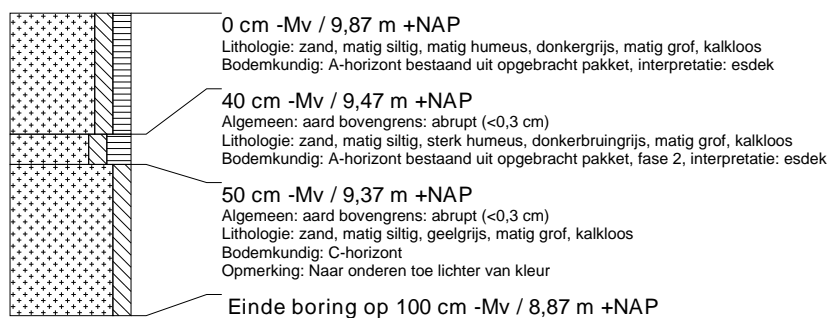 0 cm -Mv / 9,87 m +NAP
Lithologie: zand, matig siltig, matig humeus, donkergrijs, matig grof, kalkloos
Bodemkundig: A-horizont bestaand uit opgebracht pakket, interpretatie: esdek
40 cm -Mv / 9,47 m +NAP
Algemeen: aard bovengrens: abrupt (<0,3 cm)
Lithologie: zand, matig siltig, sterk humeus, donkerbruingrijs, matig grof, kalkloos
Bodemkundig: A-horizont bestaand uit opgebracht pakket, fase 2, interpretatie: esdek
50 cm -Mv / 9,37 m +NAP
Algemeen: aard bovengrens: abrupt (<0,3 cm)
Lithologie: zand, matig siltig, geelgrijs, matig grof, kalkloos
Bodemkundig: C-horizont
Opmerking: Naar onderen toe lichter van kleur
Einde boring op 100 cm -Mv / 8,87 m +NAP